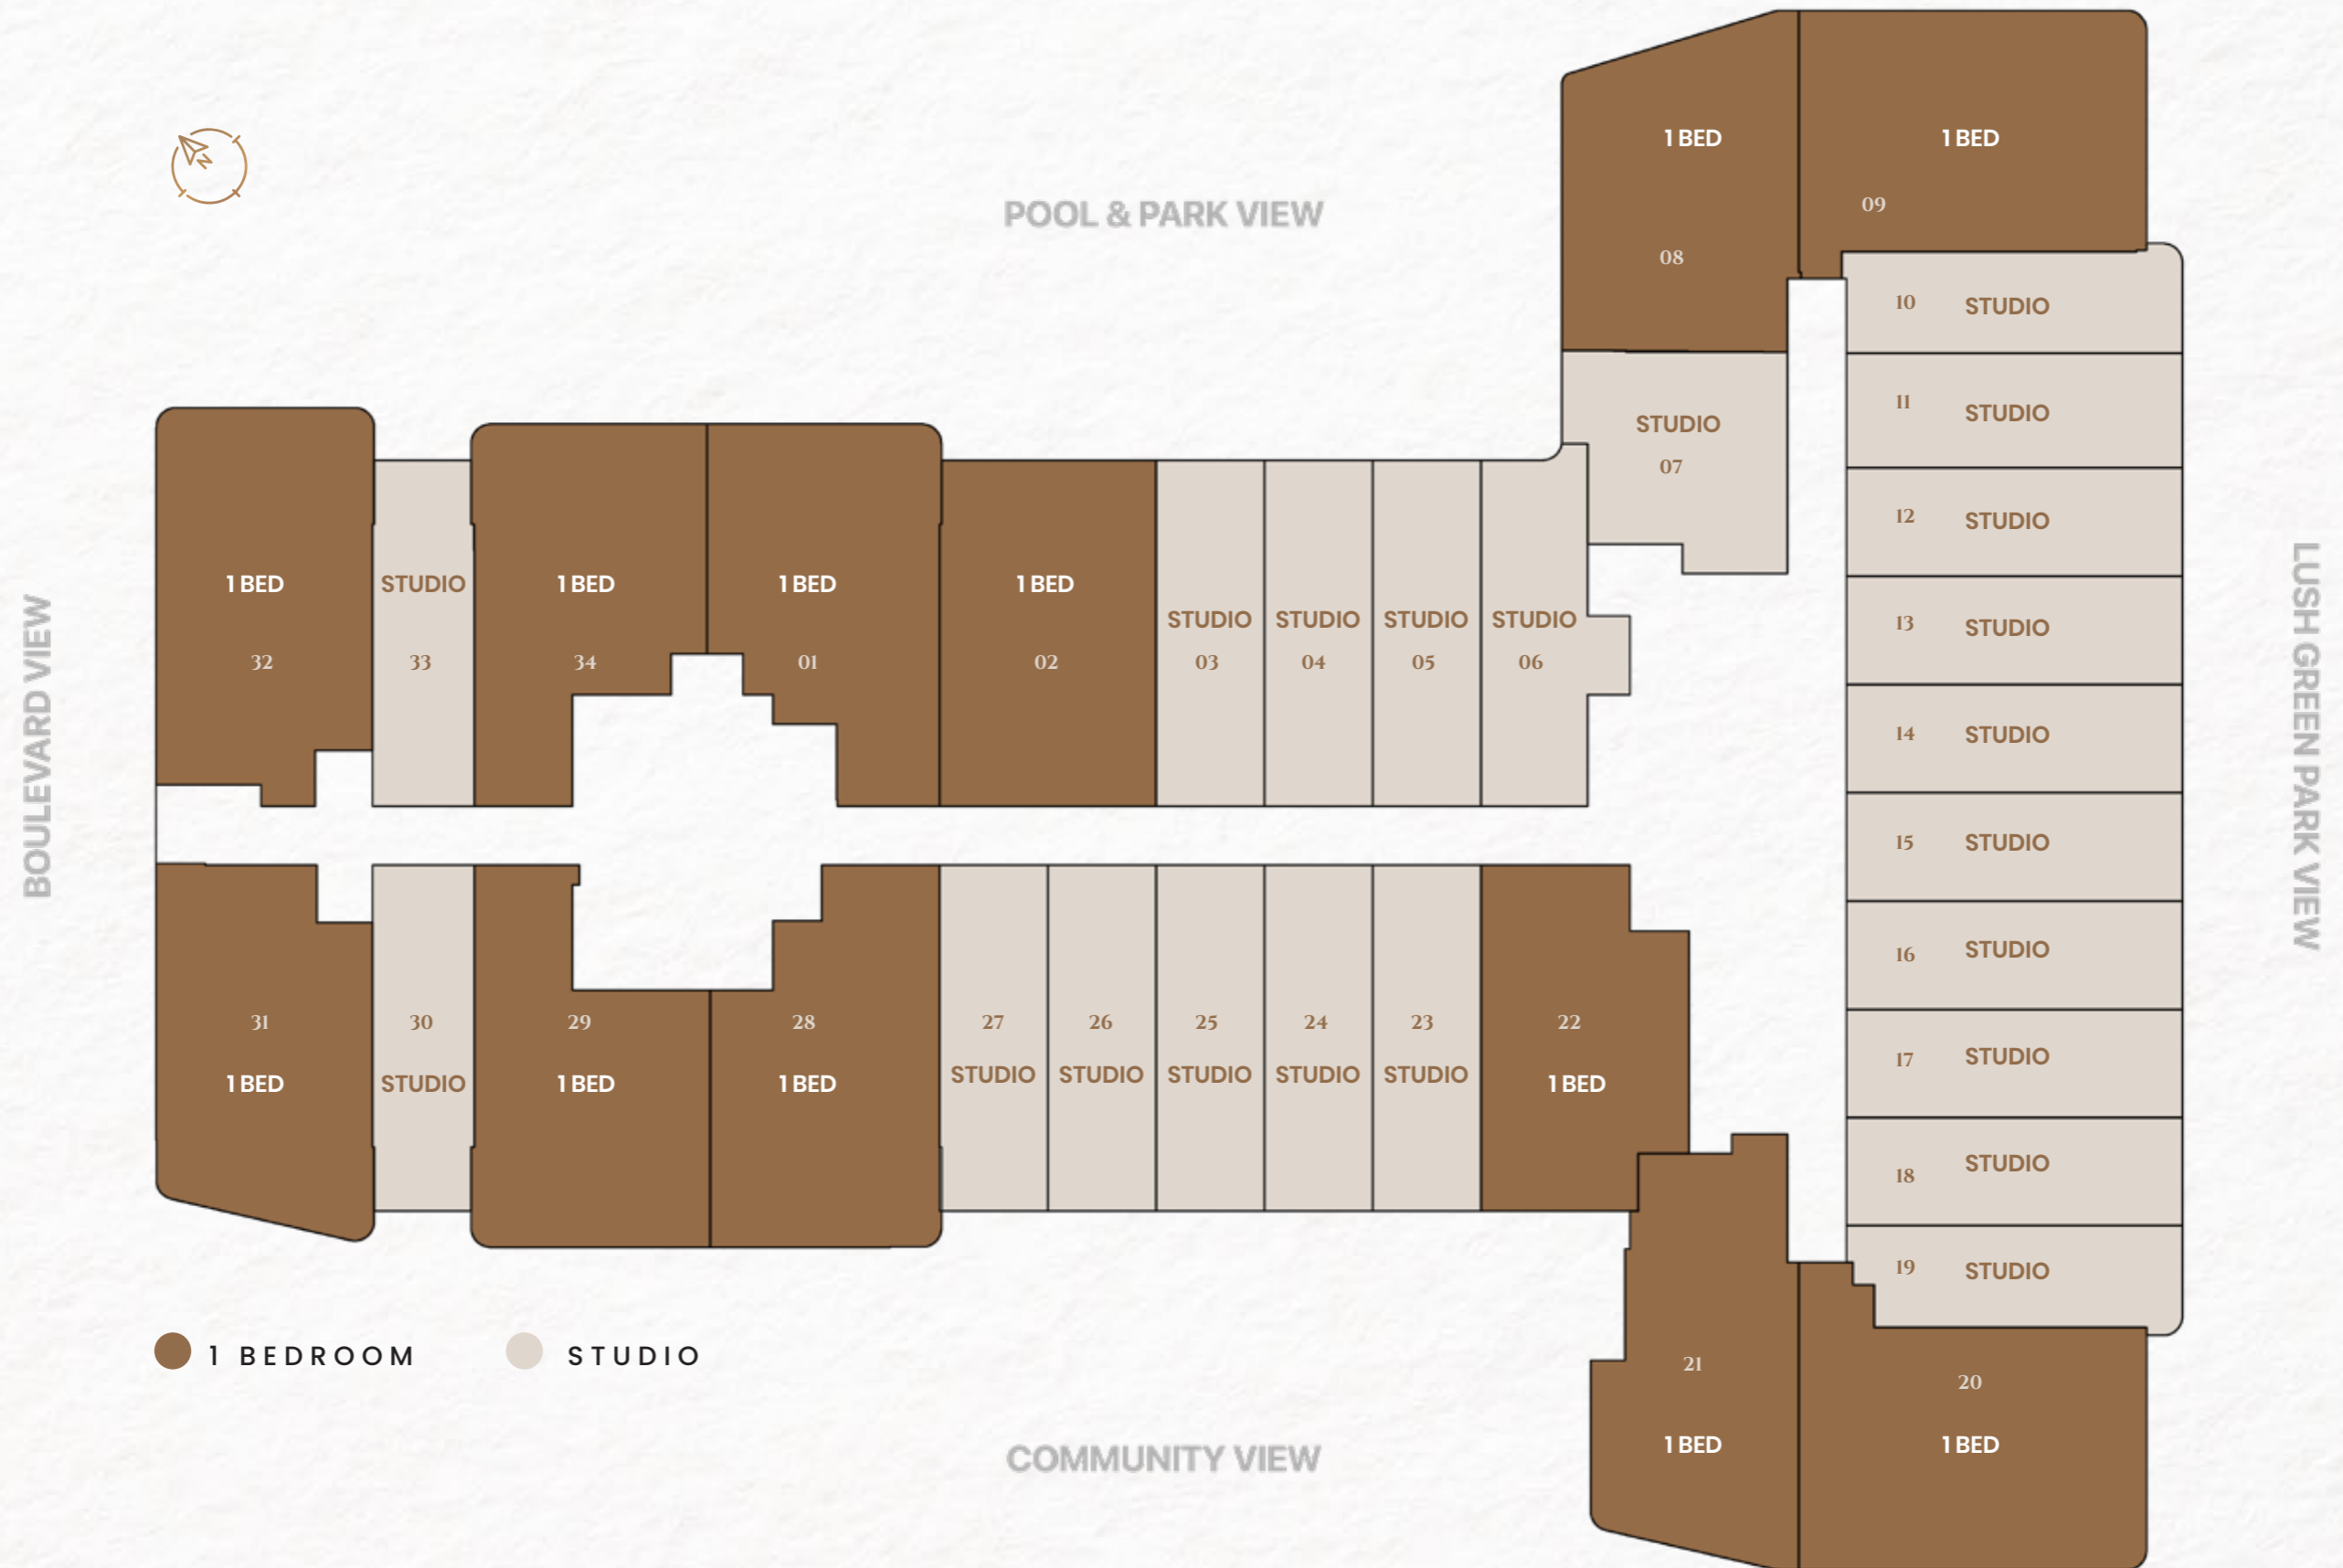 N
POOL & PARK VIEW
1 BED
08
1 BED
09
10 STUDIO
11 STUDIO
12 STUDIO
13 STUDIO
14 STUDIO
15 STUDIO
16 STUDIO
17 STUDIO
18 STUDIO
19 STUDIO
STUDIO
07
1 BED
32
STUDIO
33
1 BED
34
1 BED
01
1 BED
02
STUDIO
03
STUDIO
04
STUDIO
05
STUDIO
06
BOULEVARD VIEW
LUSH GREEN PARK VIEW
31
1 BED
30
STUDIO
29
1 BED
28
1 BED
27
STUDIO
26
STUDIO
25
STUDIO
24
STUDIO
23
STUDIO
22
1 BED
21
1 BED
20
1 BED
1 BEDROOM
STUDIO
COMMUNITY VIEW